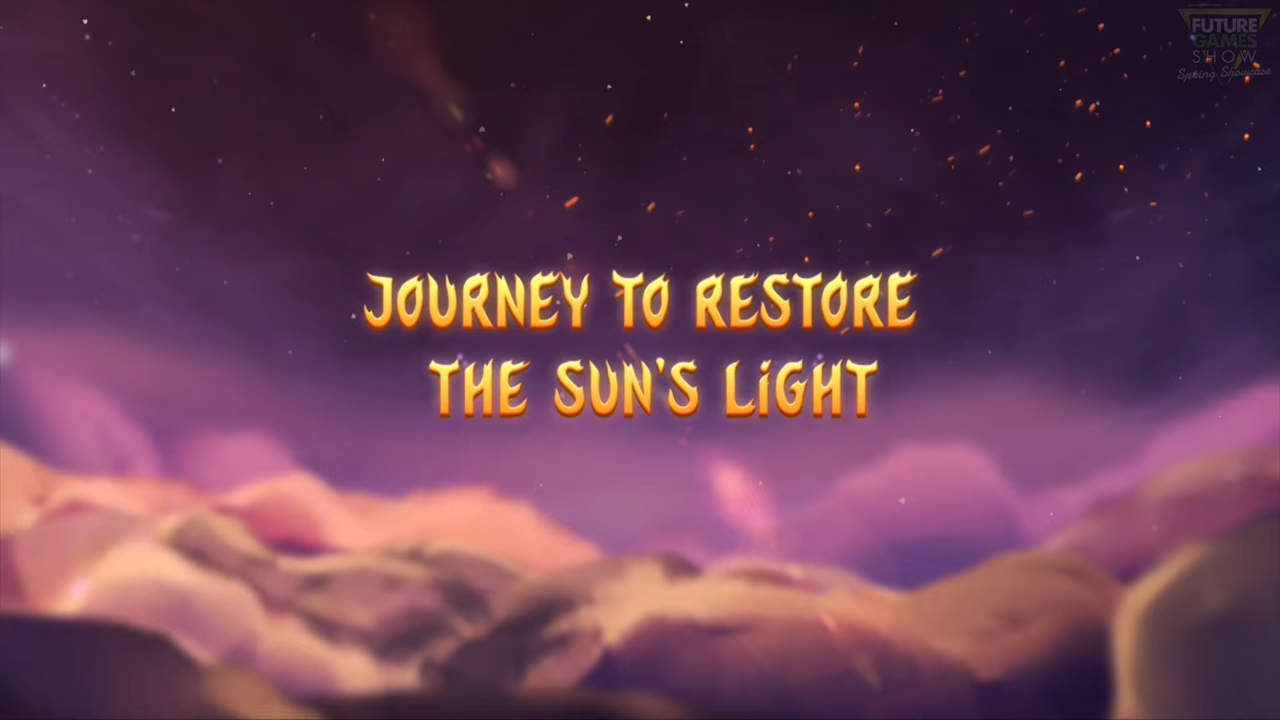 FUTURE
GAMES
SHOW
Spring Showcase
JOURNEY TO RESTORE
THE SUN'S LiGHT